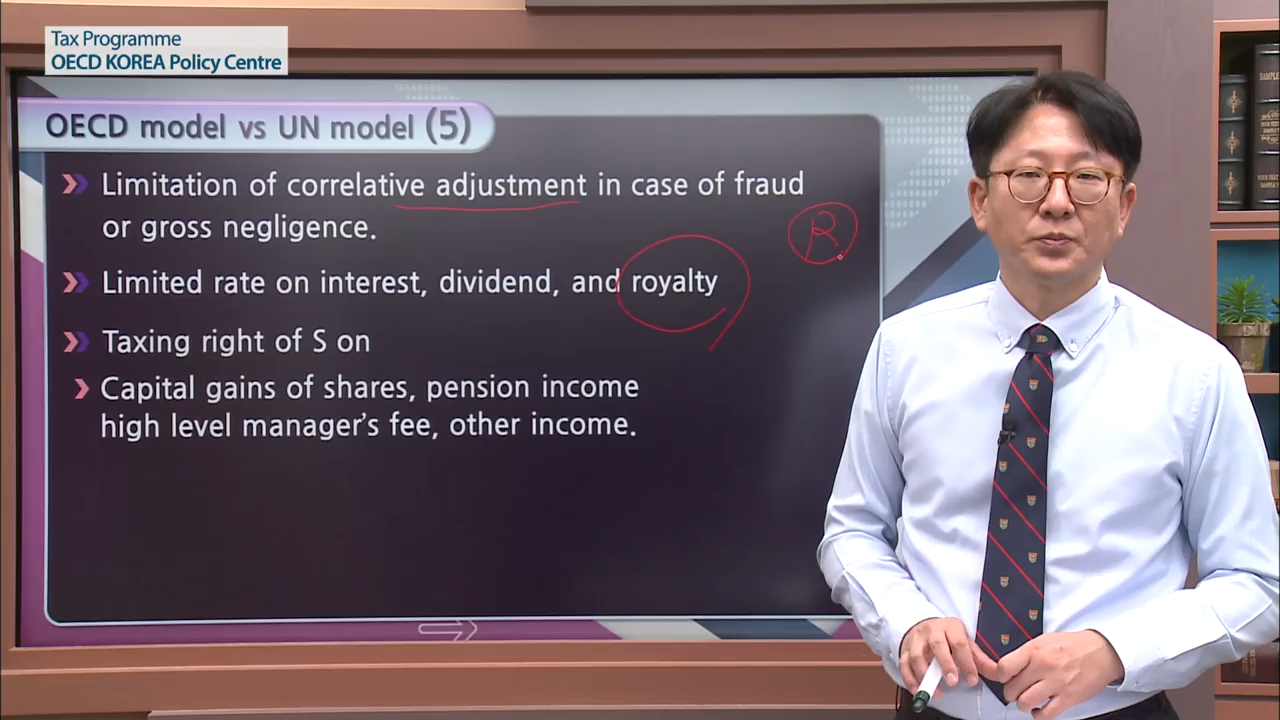 Tax Programme
OECD KOREA Policy Centre
OECD model vs UN model (5)
Limitation of correlative adjustment in case of fraud
or gross negligence.
R
Limited rate on interest, dividend, and royalty
Taxing right of S on
Capital gains of shares, pension income
high level manager's fee, other income.
SAMPLE